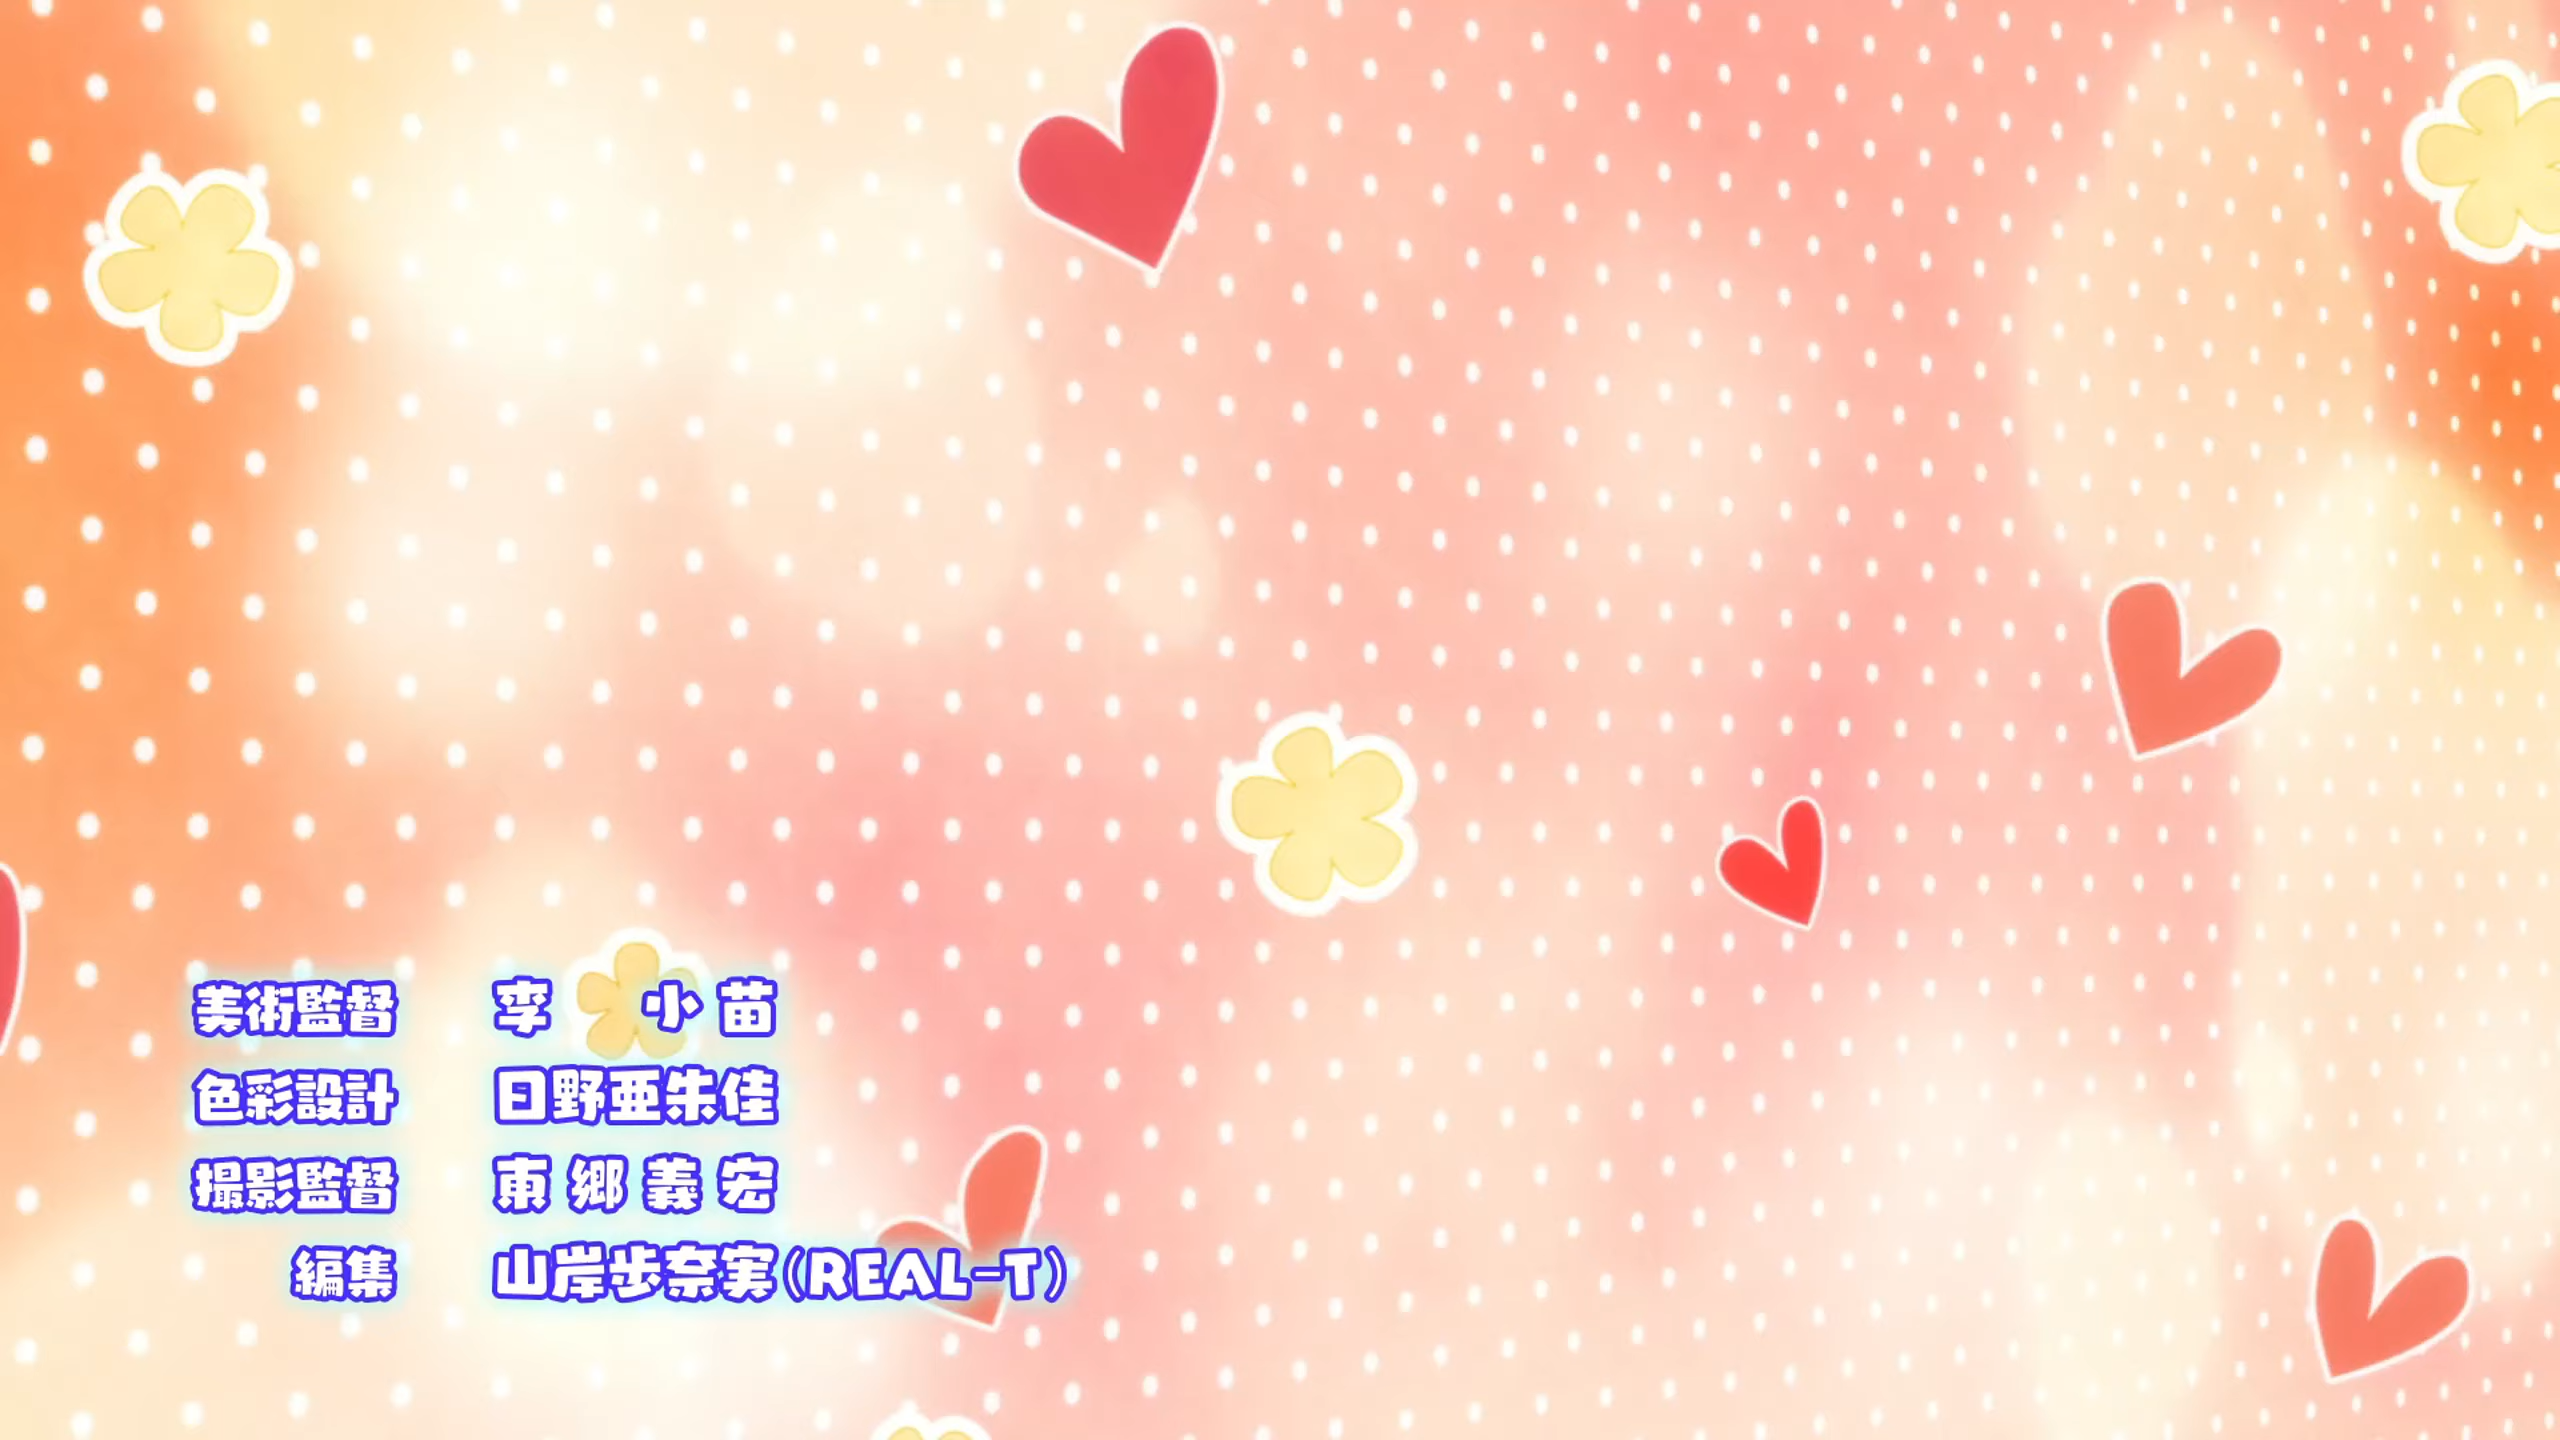 美術監督 李 小苗
色彩設計 日野亜朱佳
撮影監督 東郷義宏
編集 山岸歩奈実(REAL-T)